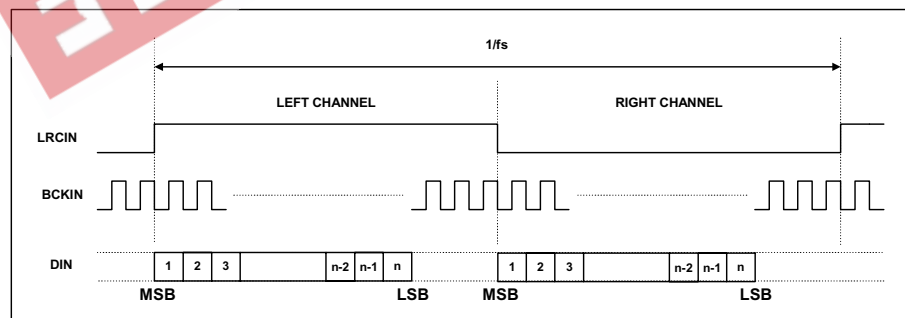 1/fs
LEFT CHANNEL RIGHT CHANNEL
LRCIN
BCKIN
DIN 1 2 3 n-2 n-1 n 1 2 3 n-2 n-1 n
MSB LSB MSB LSB